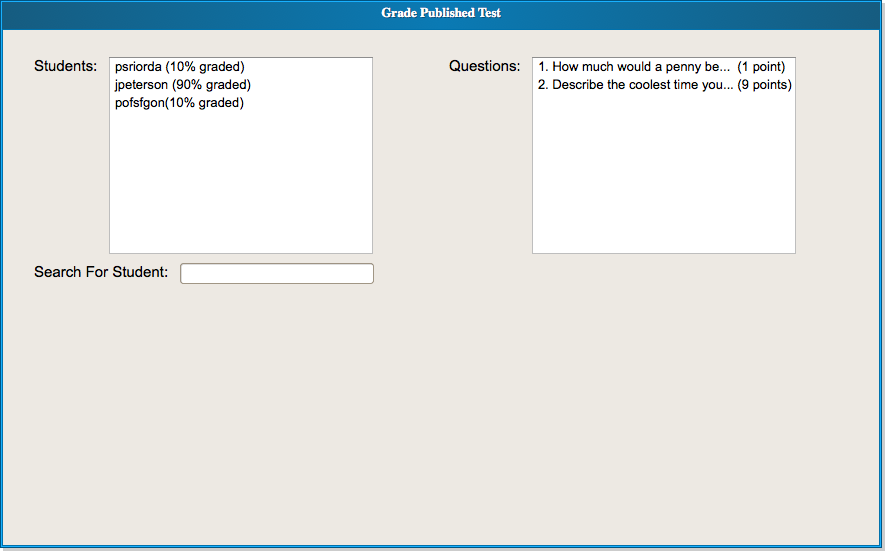 Grade Published Test
Students:
psriorda (10% graded)
jpeterson (90% graded)
pofsfgon(10% graded)
Questions:
1. How much would a penny be... (1 point)
2. Describe the coolest time you... (9 points)
Search For Student: